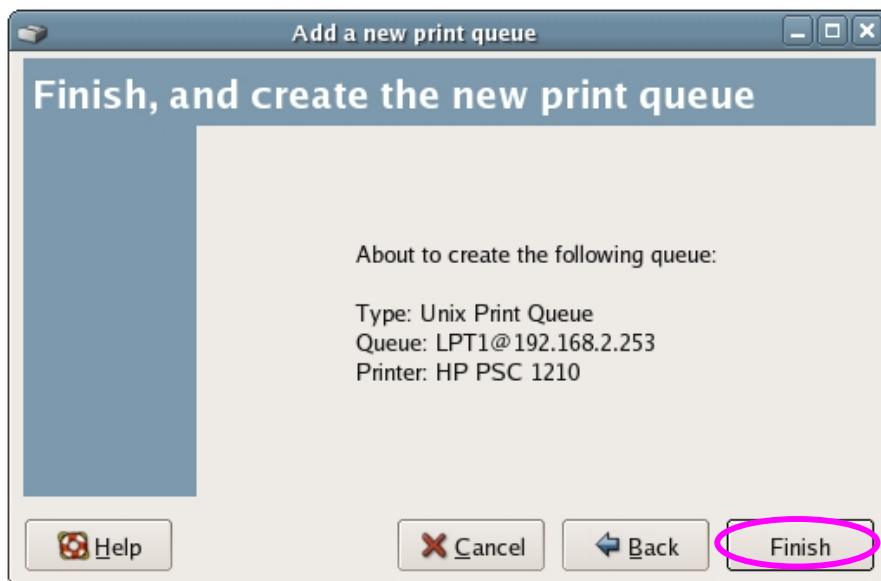 Add a new print queue
Finish, and create the new print queue
About to create the following queue:
Type: Unix Print Queue
Queue: LPT1@192.168.2.253
Printer: HP PSC 1210
Help
Cancel
Back
Finish